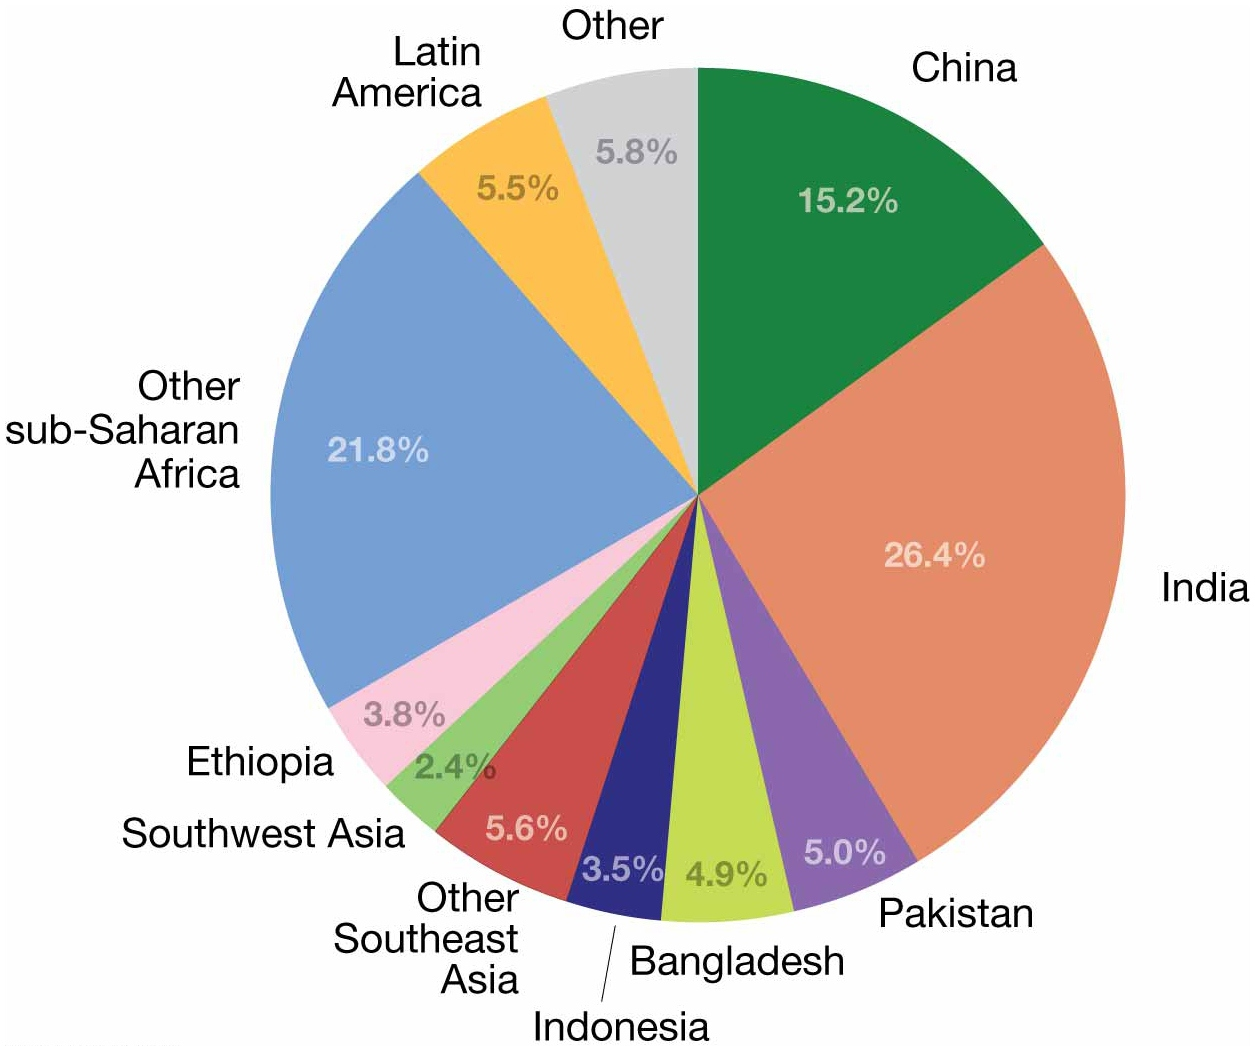 Other
5.8%
China
15.2%
India
26.4%
Pakistan
5.0%
Bangladesh
4.9%
Indonesia
3.5%
Other
Southeast
Asia
5.6%
Southwest Asia
2.4%
Ethiopia
3.8%
Other
sub-Saharan
Africa
21.8%
Latin
America
5.5%